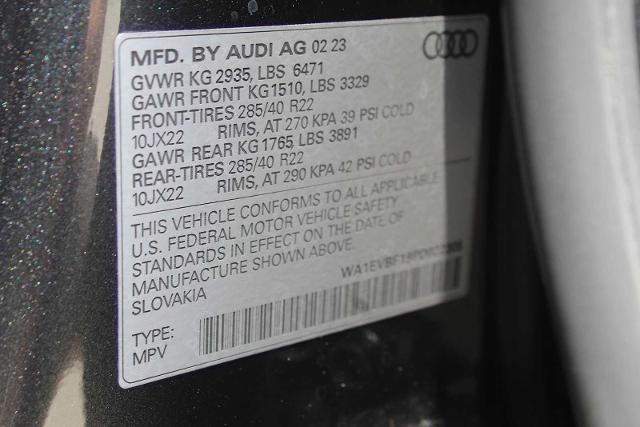 MFD. BY AUDI AG 02 23
GVWR KG 2935, LBS 6471
GAWR FRONT KG1510, LBS 3329
FRONT-TIRES 285/40 R22
10JX22 RIMS, AT 270 KPA 39 PSI COLD
GAWR REAR KG 1765, LBS 3891
REAR-TIRES 285/40 R22
10JX22 RIMS, AT 290 KPA 42 PSI COLD
THIS VEHICLE CONFORMS TO ALL APPLICABLE
U.S. FEDERAL MOTOR VEHICLE SAFETY
STANDARDS IN EFFECT ON THE DATE OF
MANUFACTURE SHOWN ABOVE.
SLOVAKIA
TYPE:
MPV